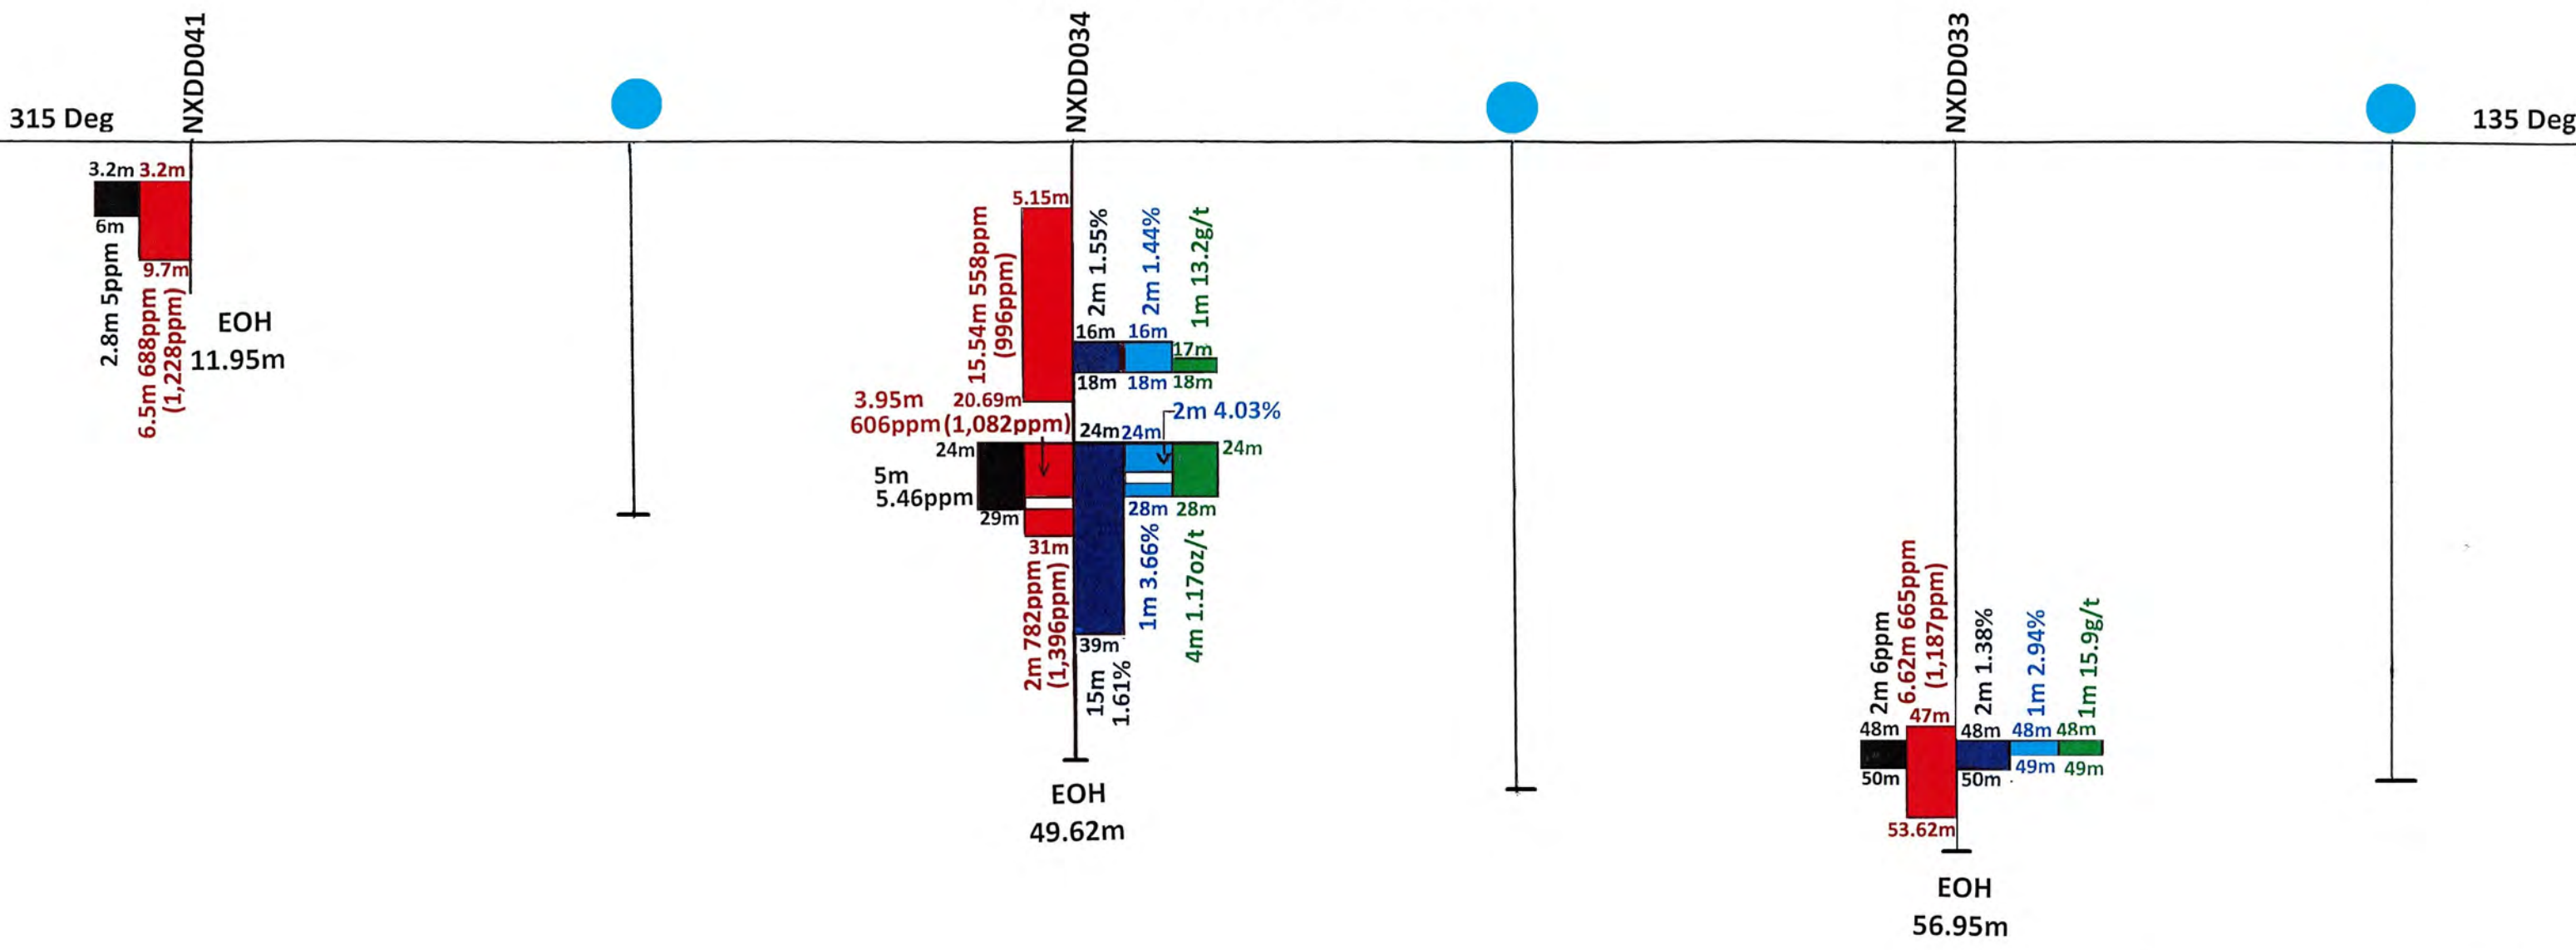 315 Deg
135 Deg
NXDD041
3.2m 3.2m
6m
9.7m
2.8m 5ppm
6.5m 688ppm
(1,228ppm)
EOH
11.95m
NXDD034
5.15m
15.54m 558ppm
(996ppm)
20.69m
2m 1.55%
2m 1.44%
1m 13.2g/t
16m 16m
17m
18m 18m 18m
3.95m
606ppm (1,082ppm)
2m 4.03%
24m 24m
24m
24m
5m
5.46ppm
29m
31m
28m 28m
2m 782ppm
(1,396ppm)
1m 3.66%
4m 1.17oz/t
39m
15m
1.61%
EOH
49.62m
NXDD033
2m 6ppm
6.62m 665ppm
(1,187ppm)
2m 1.38%
1m 2.94%
1m 15.9g/t
47m
48m
48m 48m 48m
50m
50m
49m 49m
53.62m
EOH
56.95m